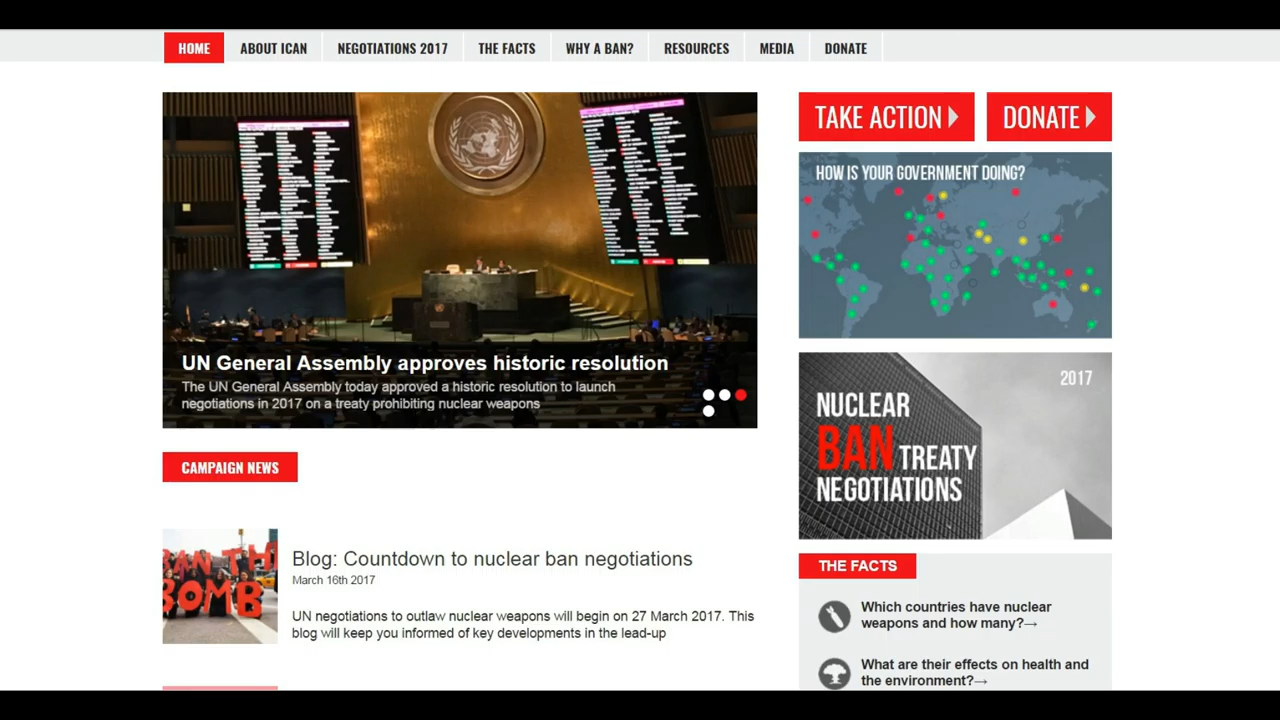 HOME
ABOUT ICAN
NEGOTIATIONS 2017
THE FACTS
WHY A BAN?
RESOURCES
MEDIA
DONATE
UN General Assembly approves historic resolution
The UN General Assembly today approved a historic resolution to launch
negotiations in 2017 on a treaty prohibiting nuclear weapons
TAKE ACTION
DONATE
HOW IS YOUR GOVERNMENT DOING?
2017
NUCLEAR
BAN TREATY
NEGOTIATIONS
CAMPAIGN NEWS
BAN THE
BOMB
Blog: Countdown to nuclear ban negotiations
March 16th 2017
UN negotiations to outlaw nuclear weapons will begin on 27 March 2017. This
blog will keep you informed of key developments in the lead-up
THE FACTS
Which countries have nuclear
weapons and how many?→
What are their effects on health and
the environment?→